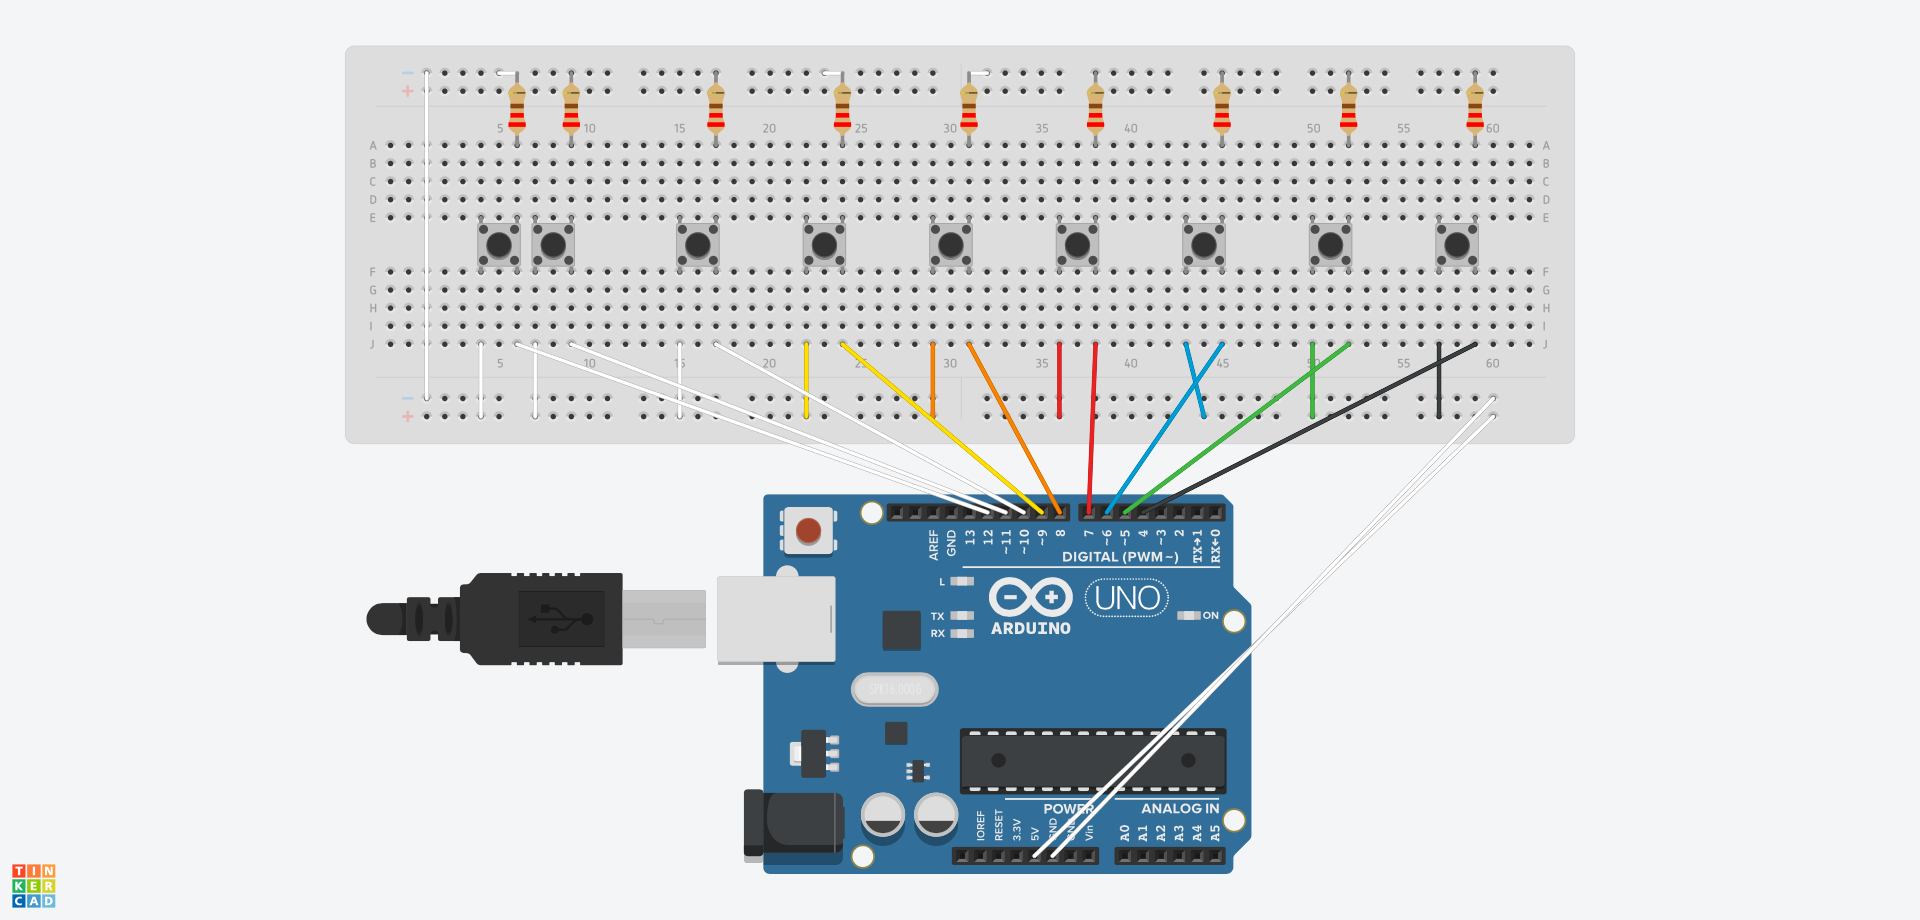 − −
+ +
5 10 15 20 25 30 35 40 45 50 55 60
A A
B B
C C
D D
E E
F F
G G
H H
I I
J J
5 10 15 20 25 30 35 40 45 50 55 60
− −
+ +
AREF GND 13 12 ~11 ~10 ~9 8 7 ~6 ~5 4 ~3 2 TX→1 RX←0
DIGITAL (PWM~)
L
UNO
TX
RX
ARDUINO
ON
SPK16.000G
POWER ANALOG IN
IOREF RESET 3.3V 5V GND GND Vin A0 A1 A2 A3 A4 A5
TIN
KER
CAD